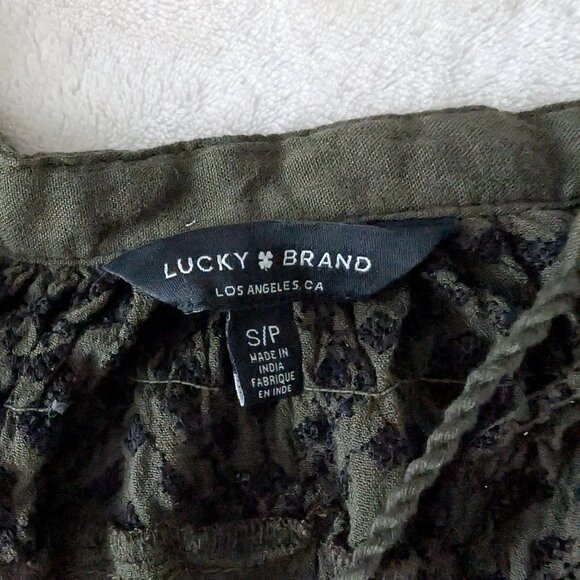 LUCKY BRAND
LOS ANGELES, CA
S/P
MADE IN
INDIA
FABRIQUE
EN INDE